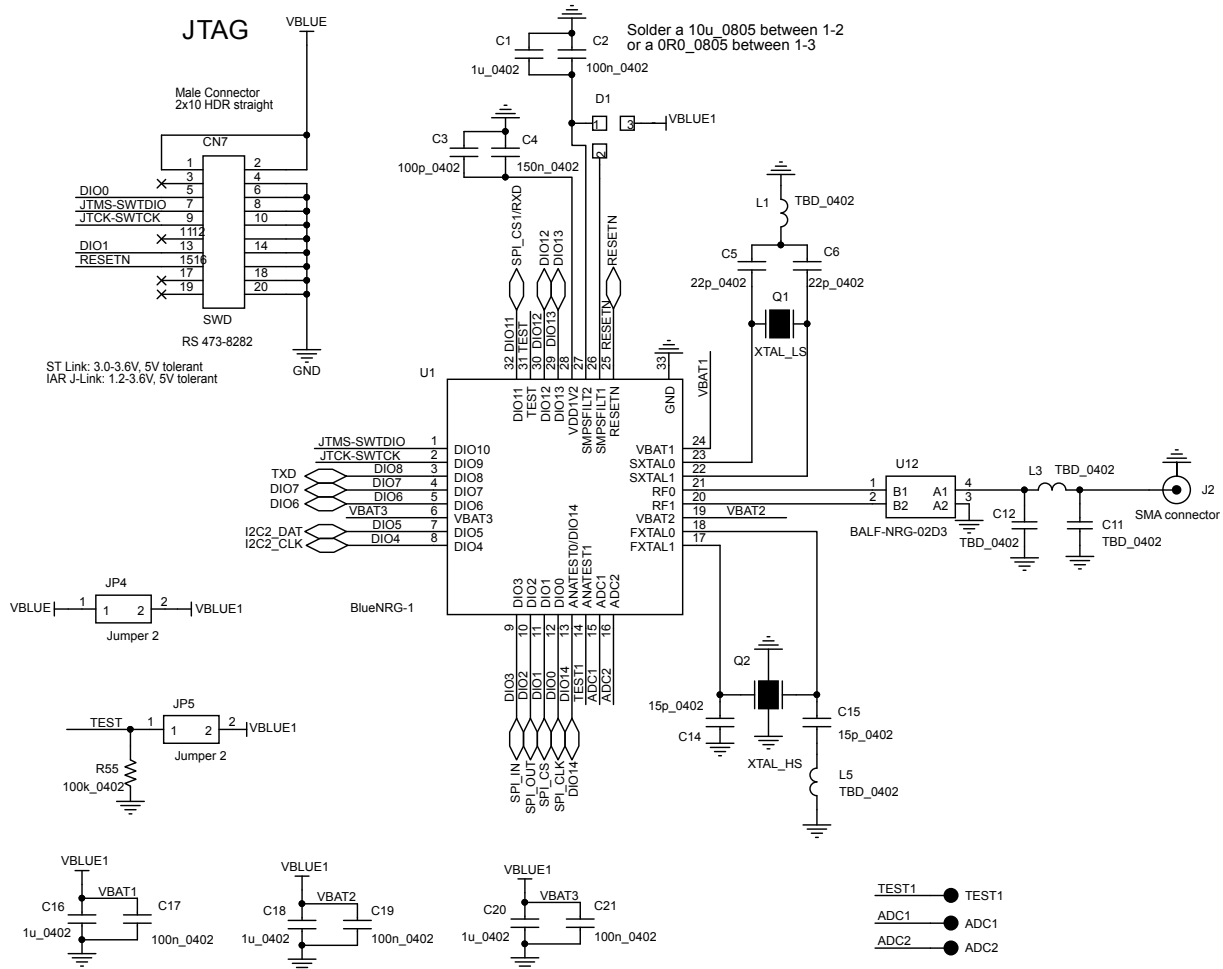 JTAG
VBLUE
Male Connector
2x10 HDR straight
CN7
1
2
3
4
DIO0
5
6
JTMS-SWTDIO
7
8
JTCK-SWTCK
9
10
1112
DIO1
13
14
RESETN
1516
17
18
19
20
SWD
RS 473-8282
GND
ST Link: 3.0-3.6V, 5V tolerant
IAR J-Link: 1.2-3.6V, 5V tolerant
Solder a 10u_0805 between 1-2
or a 0R0_0805 between 1-3
C1
C2
1u_0402
100n_0402
D1
1
3
VBLUE1
2
C3
C4
100p_0402
150n_0402
SPI_CS1/RXD
DIO12
DIO13
RESETN
32 DIO11
31 TEST
30 DIO12
29 DIO13
28
27
26
25 RESETN
33
U1
DIO11
TEST
DIO12
DIO13
VDD1V2
SMPSFILT2
SMPSFILT1
RESETN
GND
L1
TBD_0402
C5
C6
22p_0402
22p_0402
Q1
XTAL_LS
VBAT1
JTMS-SWTDIO
1
DIO10
JTCK-SWTCK
2
DIO9
TXD
DIO8
3
DIO8
DIO7
DIO7
4
DIO7
DIO6
DIO6
5
DIO6
VBAT3
6
VBAT3
I2C2_DAT
DIO5
7
DIO5
I2C2_CLK
DIO4
8
DIO4
VBAT1
24
SXTAL0
23
SXTAL1
22
RF0
21
RF1
20
VBAT2
19
VBAT2
FXTAL0
18
FXTAL1
17
DIO3
DIO2
DIO1
DIO0
ANATEST0/DIO14
ANATEST1
ADC1
ADC2
BlueNRG-1
9
10
11
12
13
14
15
16
DIO3
DIO2
DIO1
DIO0
DIO14
TEST1
ADC1
ADC2
SPI_IN
SPI_OUT
SPI_CS
SPI_CLK
DIO14
U12
1
B1
A1
4
2
B2
A2
3
BALF-NRG-02D3
L3
TBD_0402
J2
SMA connector
C12
TBD_0402
C11
TBD_0402
Q2
15p_0402
C14
XTAL_HS
C15
15p_0402
L5
TBD_0402
JP4
VBLUE
1
1
2
2
VBLUE1
Jumper 2
JP5
TEST
1
1
2
2
VBLUE1
Jumper 2
R55
100k_0402
VBLUE1
VBAT1
C16
C17
1u_0402
100n_0402
VBLUE1
VBAT2
C18
C19
1u_0402
100n_0402
VBLUE1
VBAT3
C20
C21
1u_0402
100n_0402
TEST1
TEST1
ADC1
ADC1
ADC2
ADC2